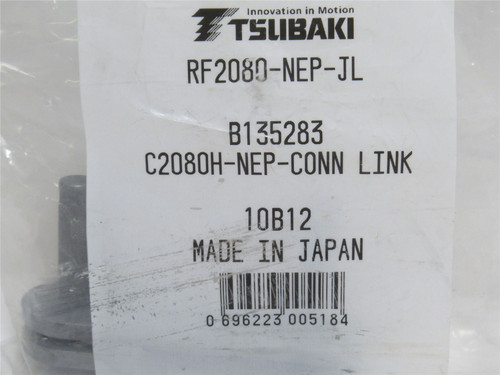 Innovation in Motion
TSUBAKI
RF2080-NEP-JL
B135283
C2080H-NEP-CONN LINK
10B12
MADE IN JAPAN
0 696223 005184